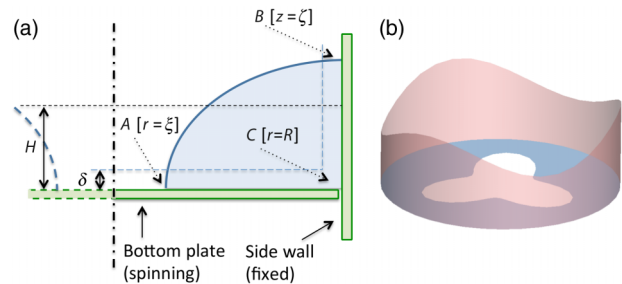 (a)
B [z = ζ]
(b)
A [r = ξ]
H
C [r=R]
δ
Bottom plate
(spinning)
Side wall
(fixed)